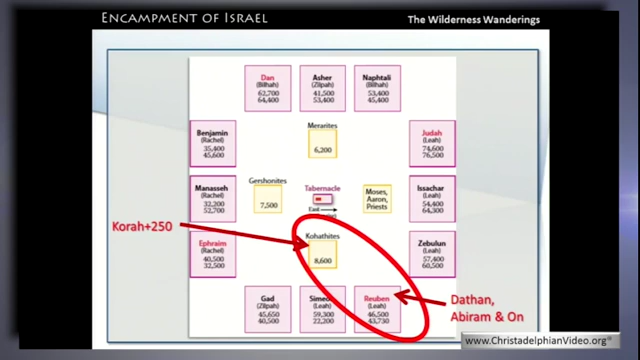 Encampment of Israel
The Wilderness Wanderings
Dan
(Bilhah)
62,700
64,400
Asher
(Zilpah)
41,500
53,400
Naphtali
(Bilhah)
53,400
45,400
Benjamin
(Rachel)
35,400
45,600
Merarites
6,200
Judah
(Leah)
74,600
76,500
Manasseh
(Rachel)
32,200
52,700
Gershonites
7,500
Tabernacle
East
Moses,
Aaron,
Priests
Issachar
(Leah)
54,400
64,300
Korah+250
Ephraim
(Rachel)
40,500
32,500
Kohathites
8,600
Zebulun
(Leah)
57,400
60,500
Gad
(Zilpah)
45,650
40,500
Simeo
(Leah)
59,300
22,200
Reuben
(Leah)
46,500
43,730
Dathan,
Abiram & On
www.ChristadelphianVideo.org